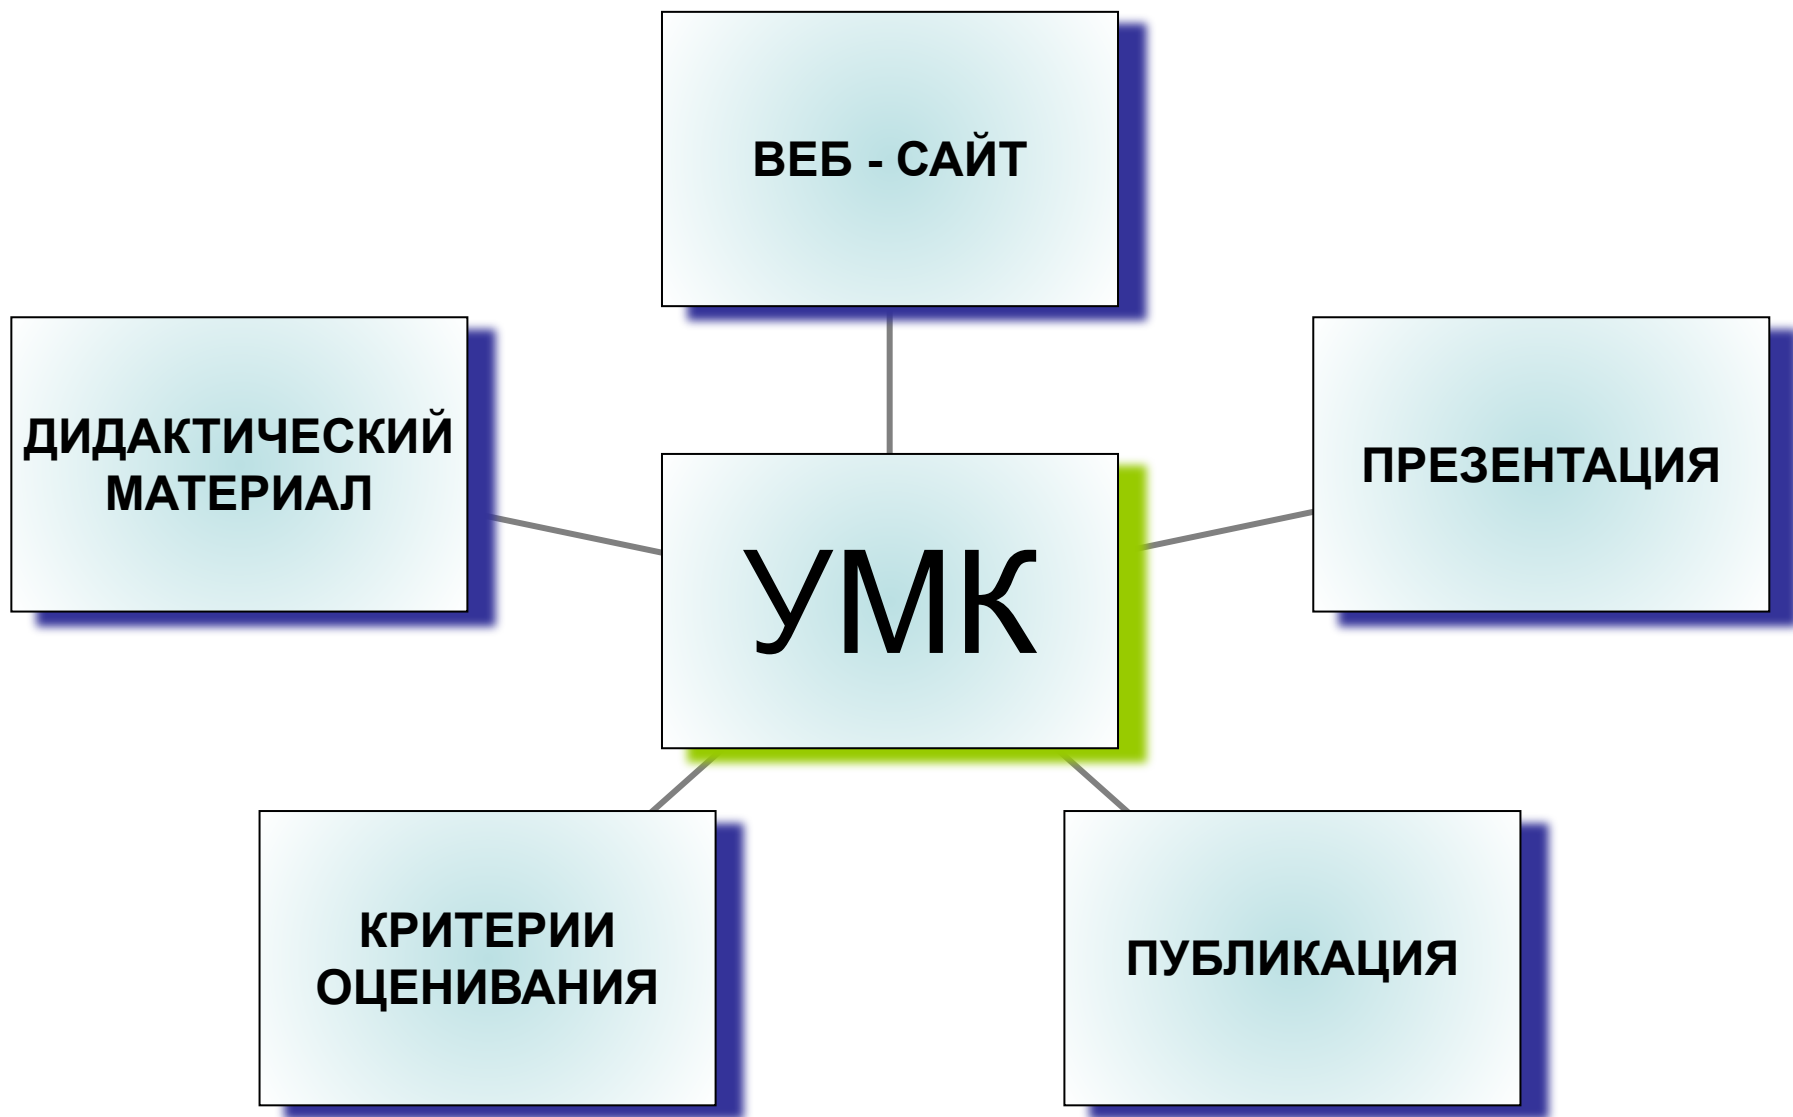 ВЕБ - САЙТ
ДИДАКТИЧЕСКИЙ
МАТЕРИАЛ
ПРЕЗЕНТАЦИЯ
УМК
КРИТЕРИИ
ОЦЕНИВАНИЯ
ПУБЛИКАЦИЯ